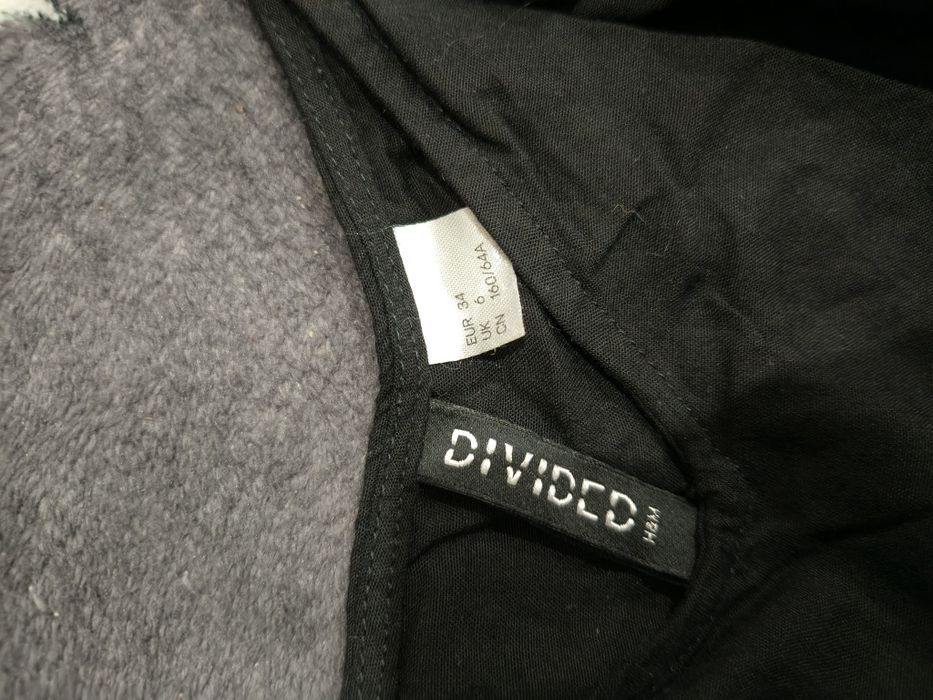 EUR 34
UK 6
CN 160/64A
DIVIDED
H&M